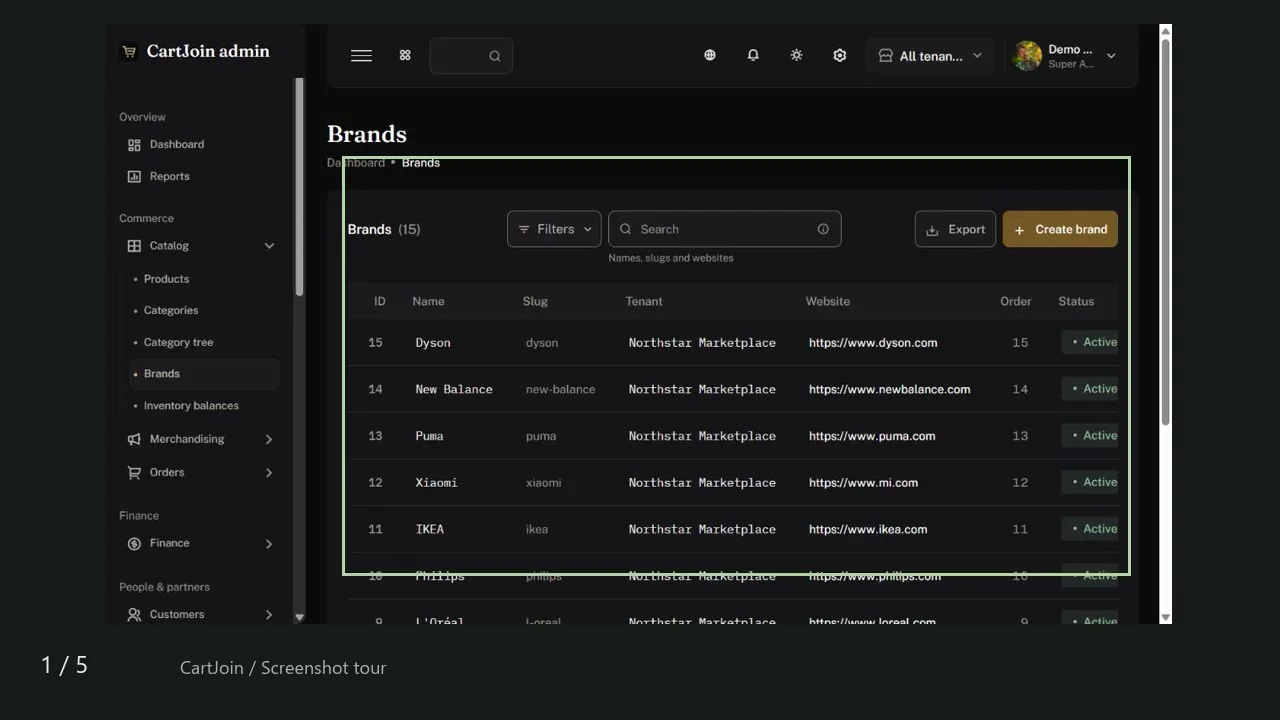 CartJoin admin
All tenan...
Demo ...
Super A...
Overview
Dashboard
Reports
Commerce
Catalog
Products
Categories
Category tree
Brands
Inventory balances
Merchandising
Orders
Finance
Finance
People & partners
Customers
Brands
Dashboard • Brands
Brands (15)
Filters
Search
Export
+ Create brand
Names, slugs and websites
ID Name Slug Tenant Website Order Status
15 Dyson dyson Northstar Marketplace https://www.dyson.com 15 • Active
14 New Balance new-balance Northstar Marketplace https://www.newbalance.com 14 • Active
13 Puma puma Northstar Marketplace https://www.puma.com 13 • Active
12 Xiaomi xiaomi Northstar Marketplace https://www.mi.com 12 • Active
11 IKEA ikea Northstar Marketplace https://www.ikea.com 11 • Active
10 Philips philips Northstar Marketplace https://www.philips.com 10 • Active
9 L'Oréal l-oreal Northstar Marketplace https://www.loreal.com 9 • Active
1 / 5
CartJoin / Screenshot tour